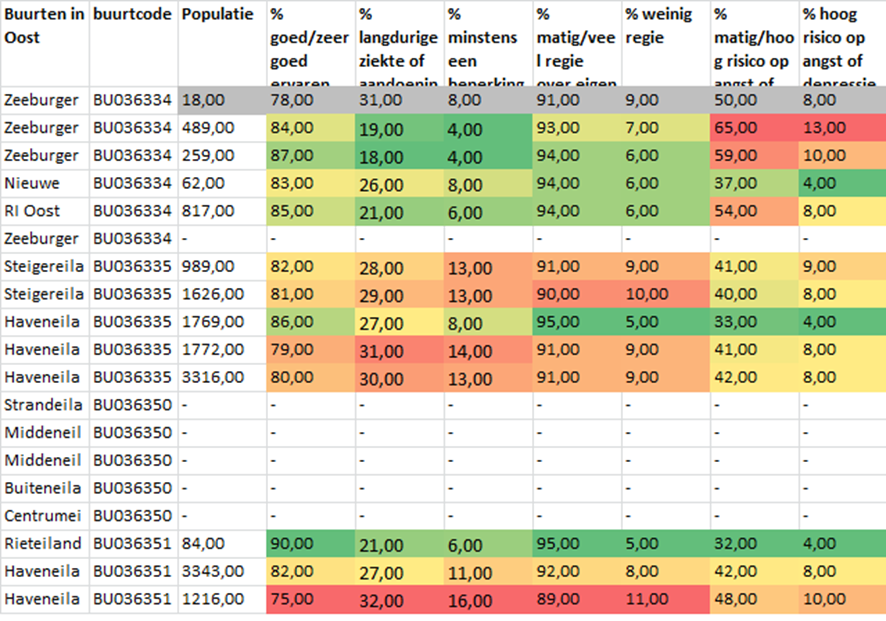 Buurten in Oost buurtcode Populatie % goed/zeer goed ervaren % langdurige ziekte of aandoenin % minstens een beperking % matig/vee l regie over eigen % weinig regie % matig/hoo g risico op angst of % hoog risico op angst of depressie
Zeeburger BU036334 18,00 78,00 31,00 8,00 91,00 9,00 50,00 8,00
Zeeburger BU036334 489,00 84,00 19,00 4,00 93,00 7,00 65,00 13,00
Zeeburger BU036334 259,00 87,00 18,00 4,00 94,00 6,00 59,00 10,00
Nieuwe BU036334 62,00 83,00 26,00 8,00 94,00 6,00 37,00 4,00
RI Oost BU036334 817,00 85,00 21,00 6,00 94,00 6,00 54,00 8,00
Zeeburger BU036334 - - - - - - - -
Steigereila BU036335 989,00 82,00 28,00 13,00 91,00 9,00 41,00 9,00
Steigereila BU036335 1626,00 81,00 29,00 13,00 90,00 10,00 40,00 8,00
Haveneila BU036335 1769,00 86,00 27,00 8,00 95,00 5,00 33,00 4,00
Haveneila BU036335 1772,00 79,00 31,00 14,00 91,00 9,00 41,00 8,00
Haveneila BU036335 3316,00 80,00 30,00 13,00 91,00 9,00 42,00 8,00
Strandeila BU036350 - - - - - - - -
Middeneil BU036350 - - - - - - - -
Middeneil BU036350 - - - - - - - -
Buiteneila BU036350 - - - - - - - -
Centrumei BU036350 - - - - - - - -
Rieteiland BU036351 84,00 90,00 21,00 6,00 95,00 5,00 32,00 4,00
Haveneila BU036351 3343,00 82,00 27,00 11,00 92,00 8,00 42,00 8,00
Haveneila BU036351 1216,00 75,00 32,00 16,00 89,00 11,00 48,00 10,00